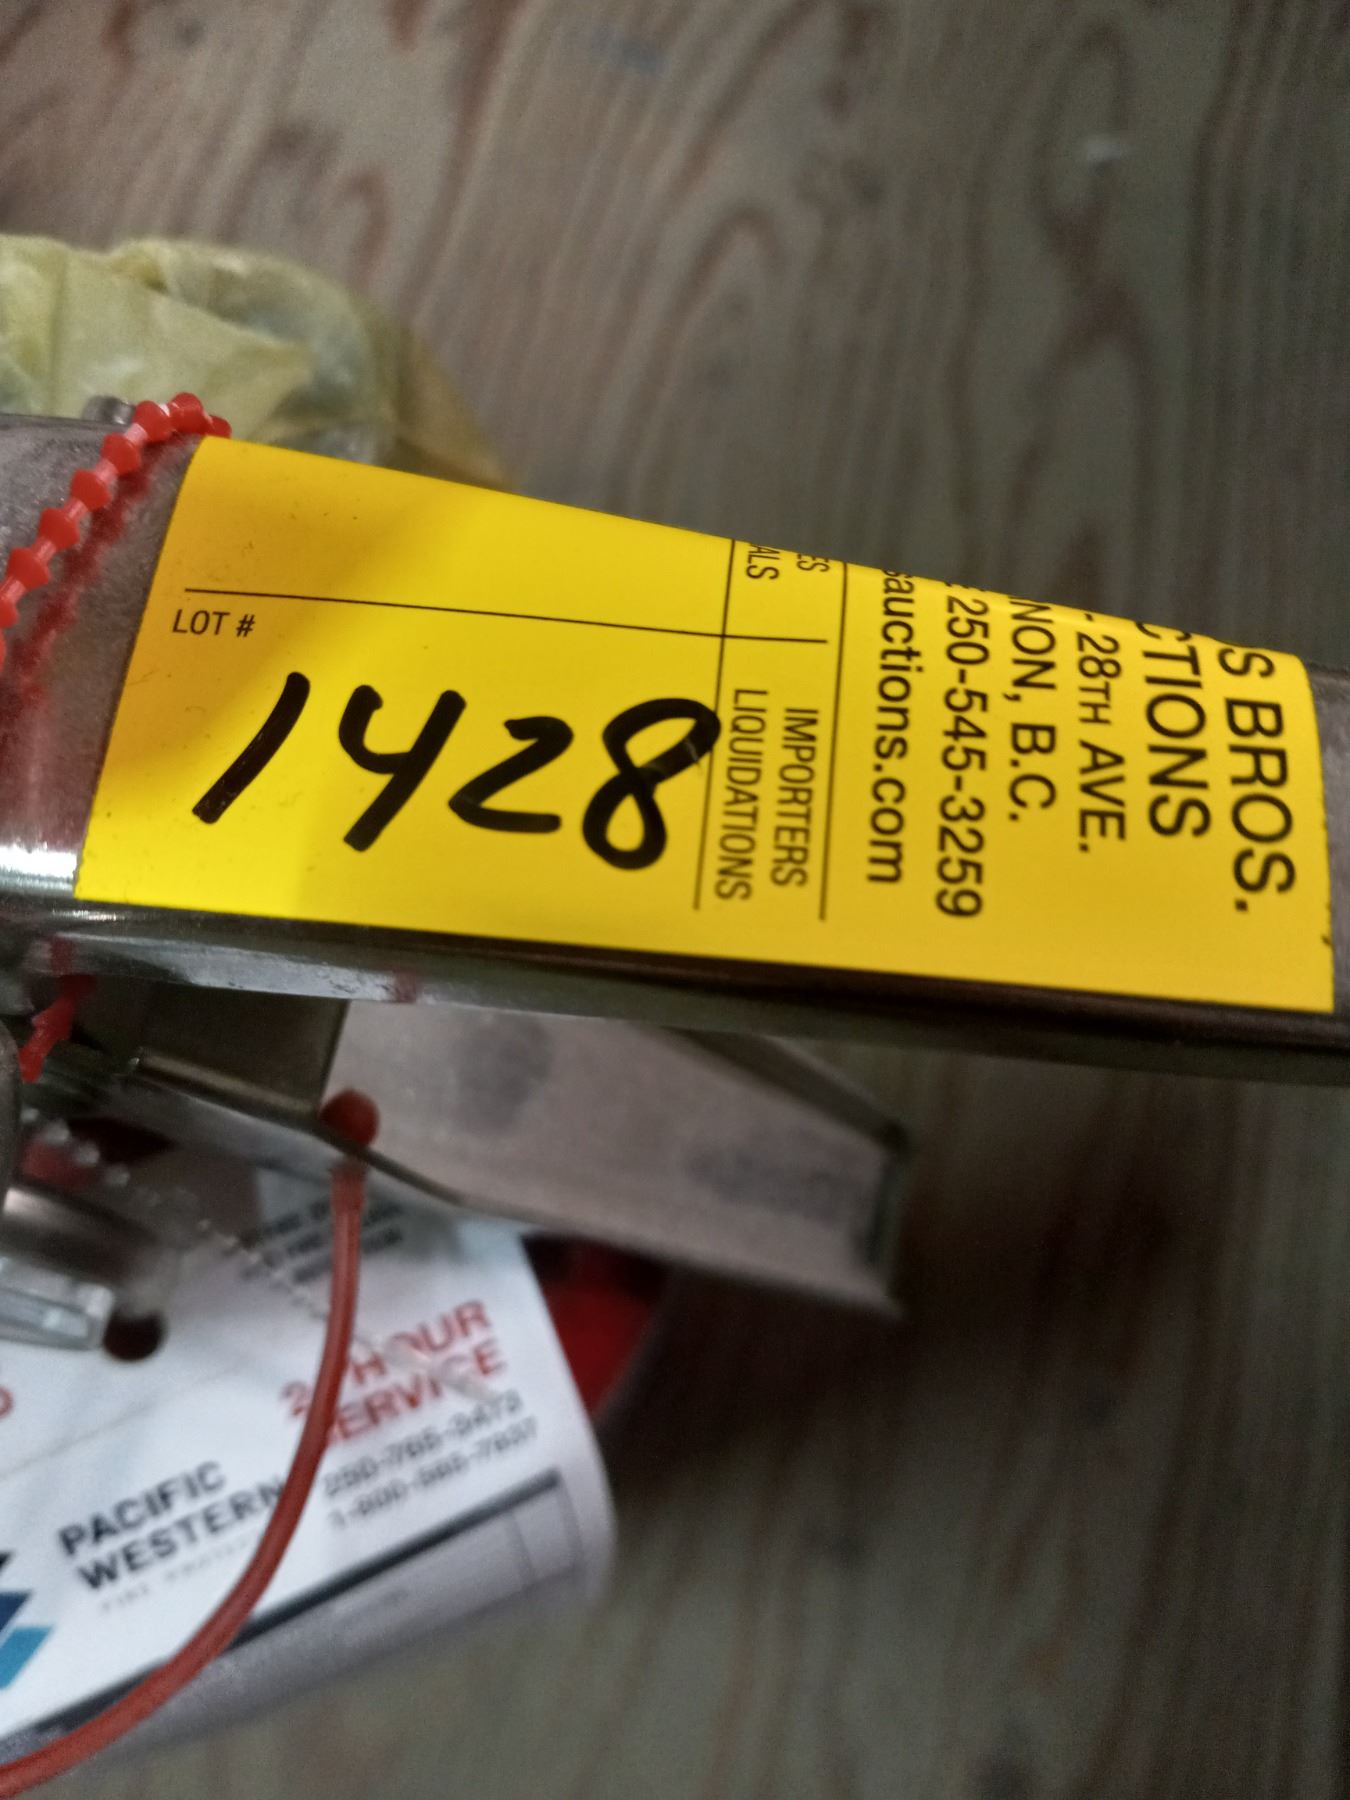 LOT #
1428
S BROS.
CTIONS
- 28TH AVE.
NON, B.C.
250-545-3259
sauctions.com
ES IMPORTERS
ALS LIQUIDATIONS
24 HOUR
SERVICE
PACIFIC
WESTERN